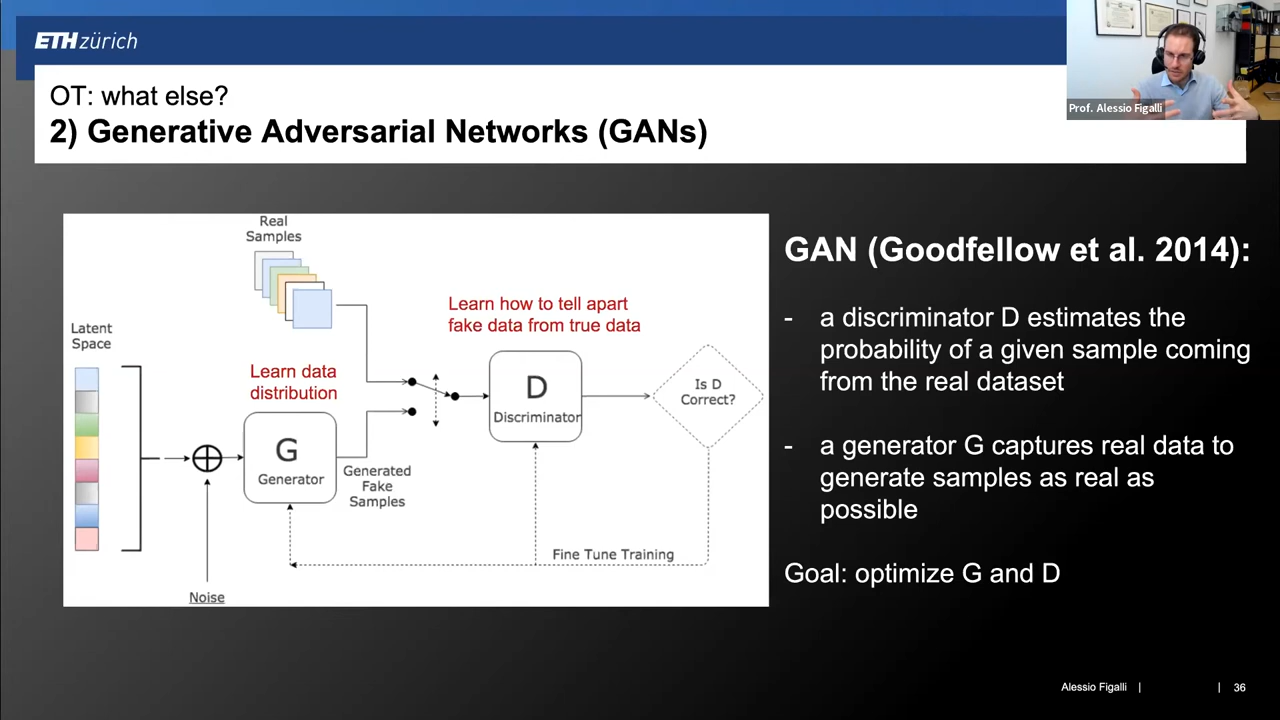 ETH zürich
Prof. Alessio Figalli
OT: what else?
2) Generative Adversarial Networks (GANs)
Real
Samples
Latent
Space
Learn data
distribution
Learn how to tell apart
fake data from true data
G
Generator
Generated
Fake
Samples
D
Discriminator
Is D
Correct?
Fine Tune Training
Noise
GAN (Goodfellow et al. 2014):
- a discriminator D estimates the
probability of a given sample coming
from the real dataset
- a generator G captures real data to
generate samples as real as
possible
Goal: optimize G and D
Alessio Figalli | | 36